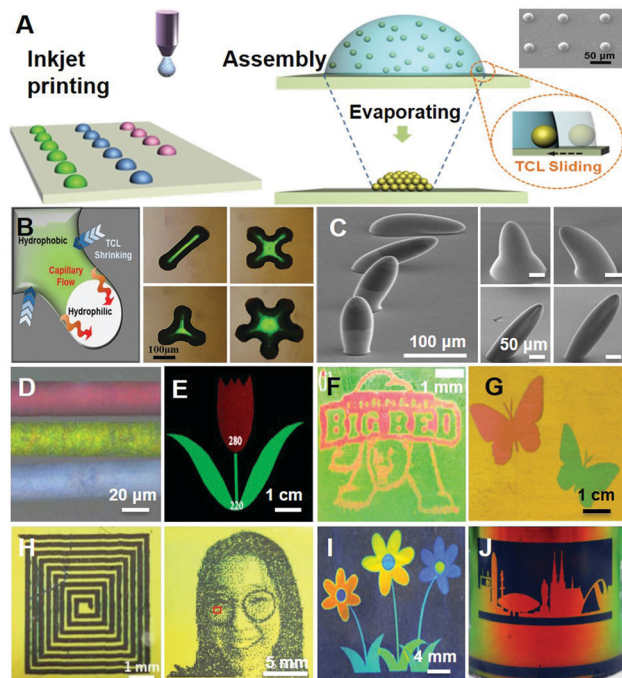 A
Inkjet
printing
Assembly
50 µm
Evaporating
TCL Sliding
B
Hydrophobic
TCL
Shrinking
Capillary
Flow
Hydrophilic
100µm
C
100 µm
50 µm
D
20 µm
E
280
220
1 cm
F
1 mm
BIG RED
G
1 cm
H
1 mm
5 mm
I
4 mm
J